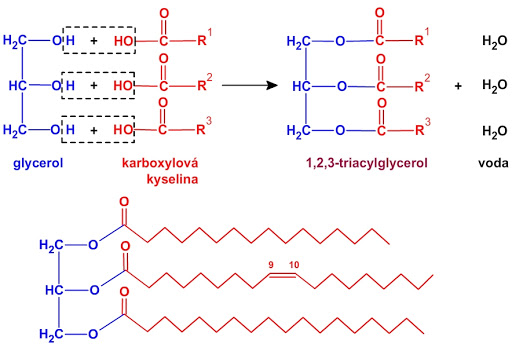 H₂C—OH + HO—C—R¹ H₂C—O—C—R¹ H₂O
O O
HC—OH + HO—C—R² → HC—O—C—R² + H₂O
O O
H₂C—OH + HO—C—R³ H₂C—O—C—R³ H₂O
O O
glycerol karboxylová 1,2,3-triacylglycerol voda
kyselina
O
H₂C—O
O 9 10
HC—O
O
H₂C—O